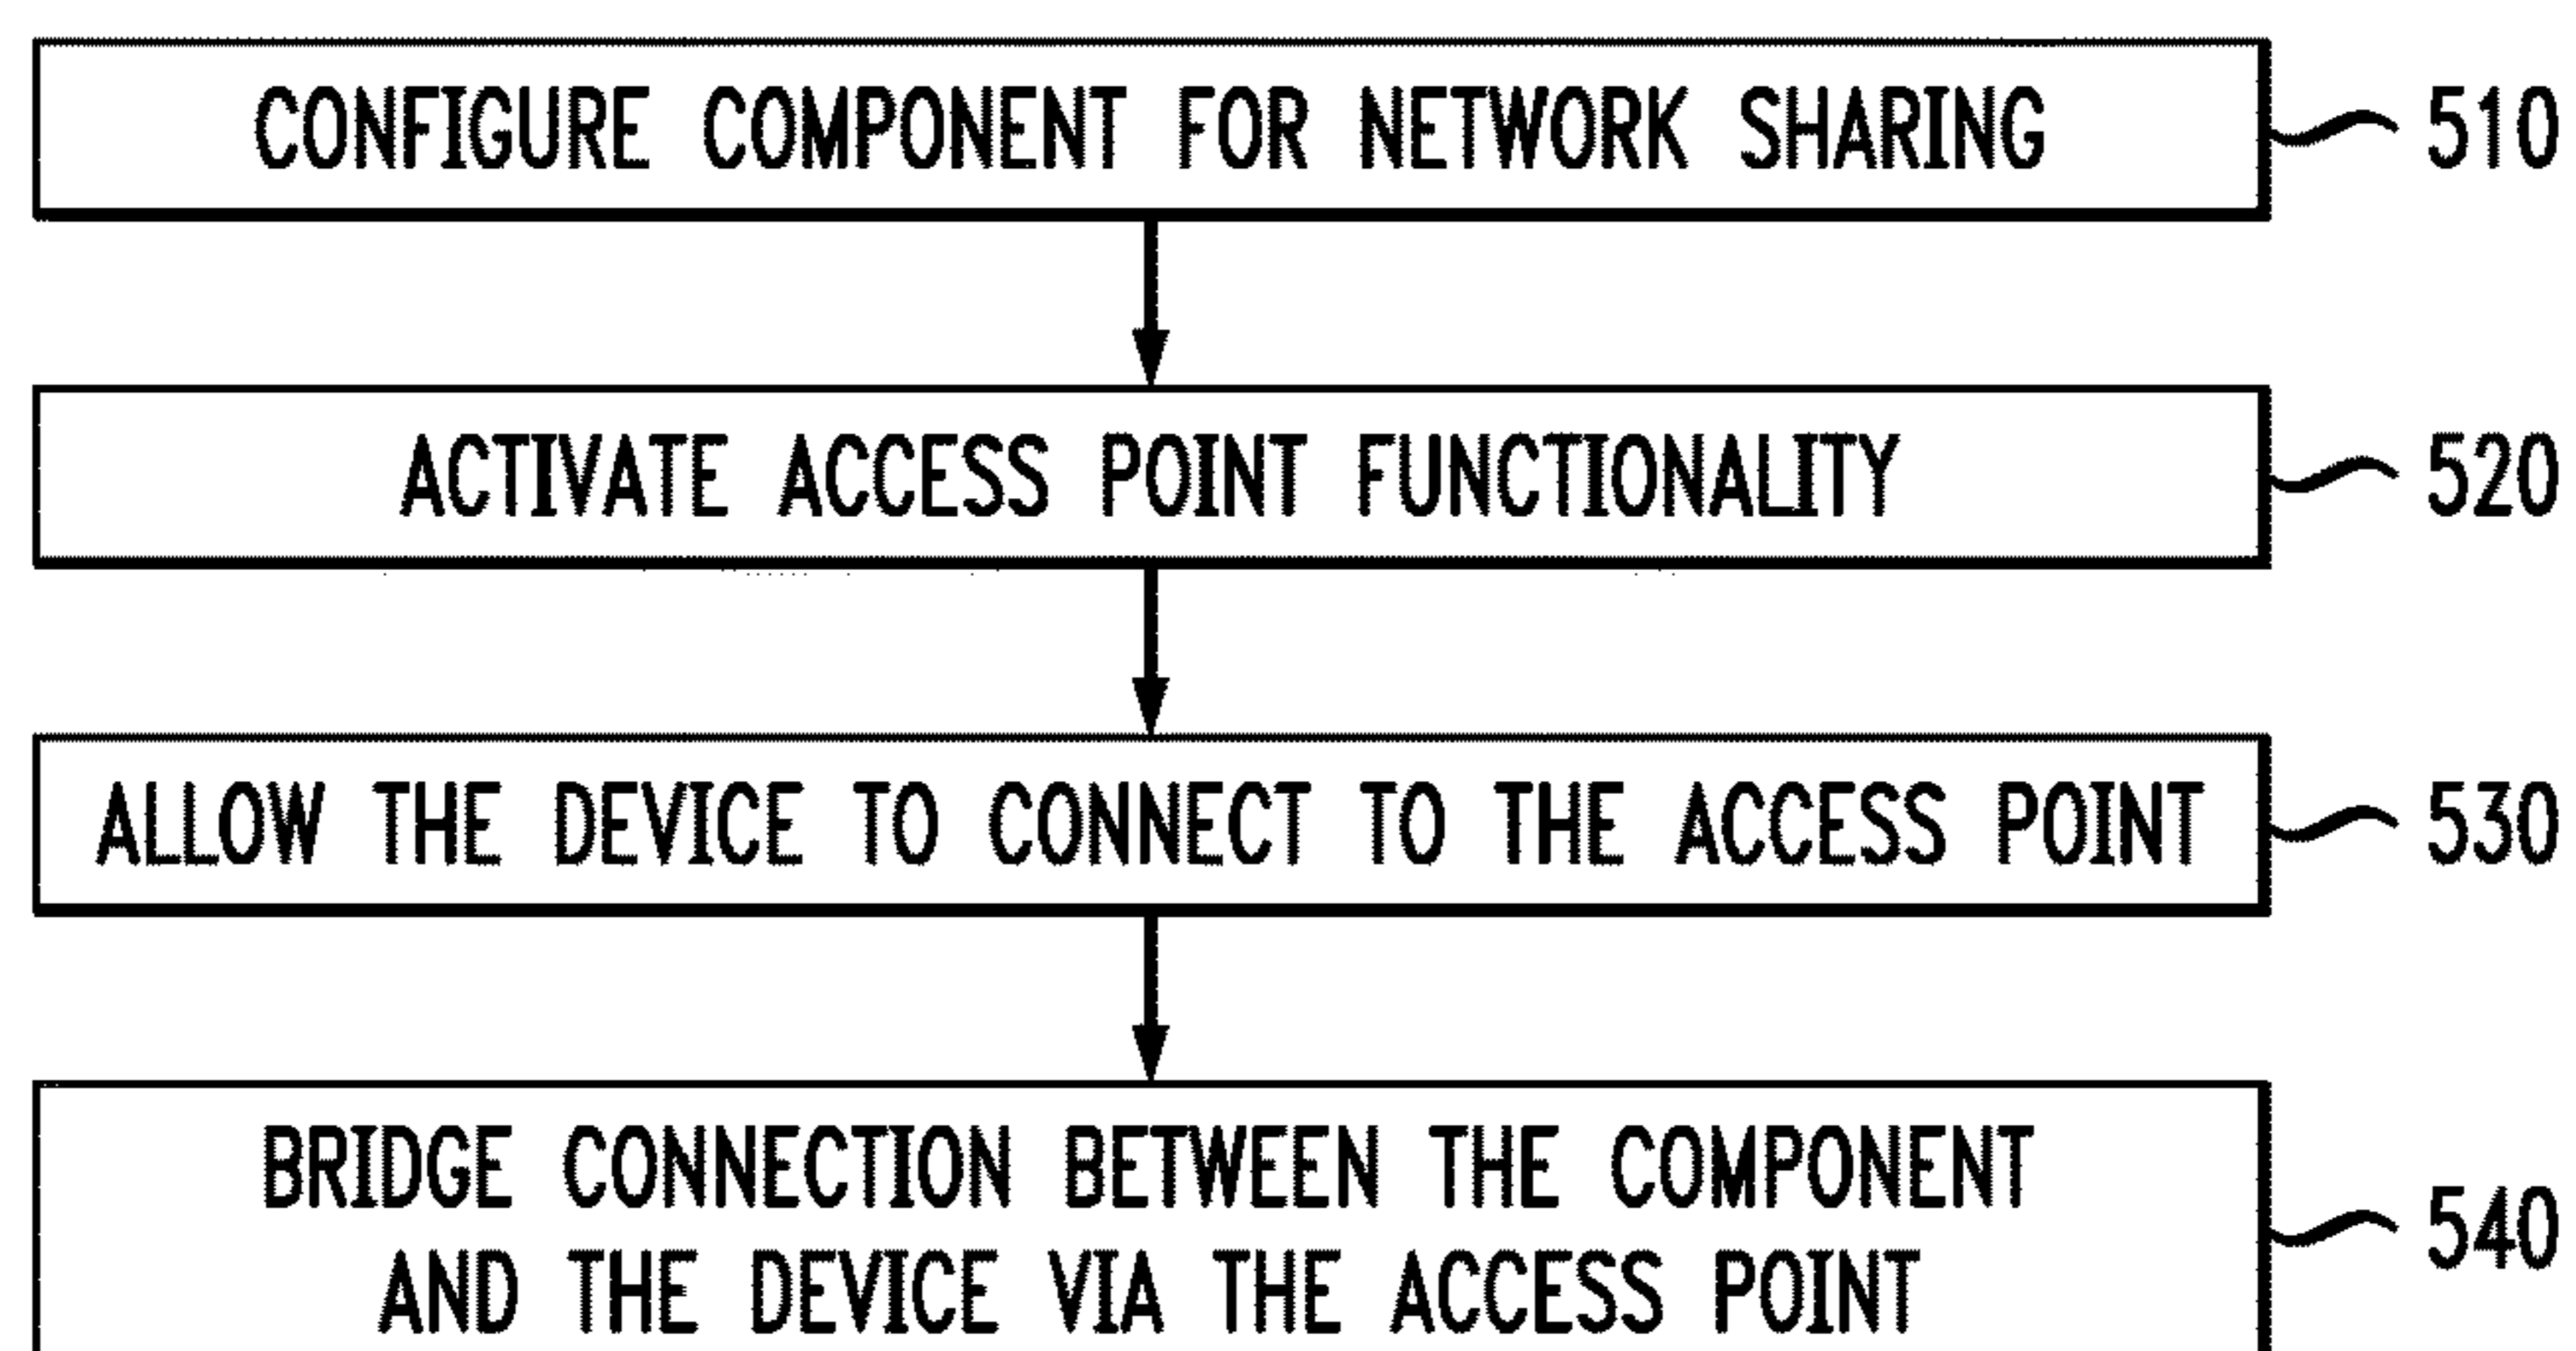 CONFIGURE COMPONENT FOR NETWORK SHARING 510
ACTIVATE ACCESS POINT FUNCTIONALITY 520
ALLOW THE DEVICE TO CONNECT TO THE ACCESS POINT 530
BRIDGE CONNECTION BETWEEN THE COMPONENT
AND THE DEVICE VIA THE ACCESS POINT
540